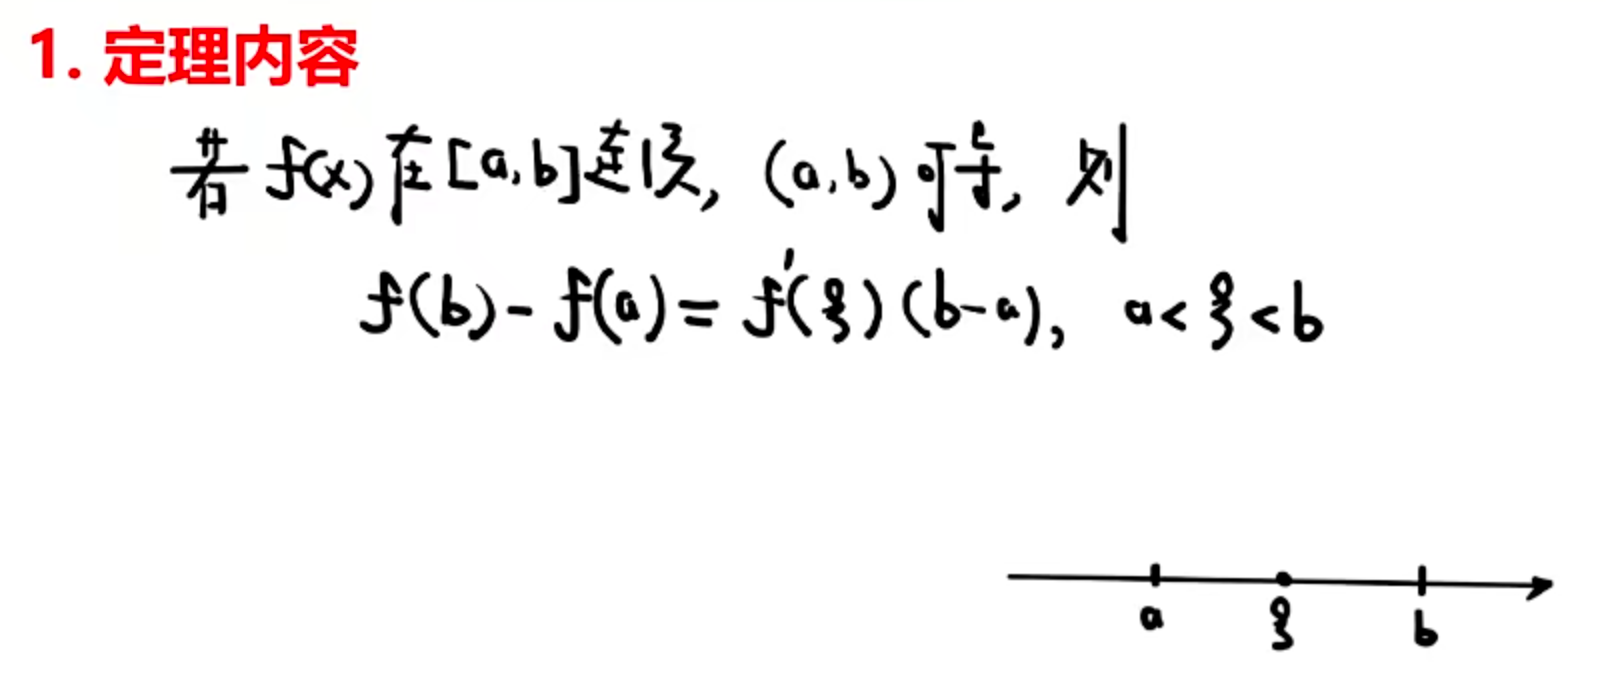 1. 定理内容
若 f(x) 在 [a,b] 连续, (a,b) 可导, 则
f(b)-f(a)=f'(ξ)(b-a), a<ξ<b
a ξ b